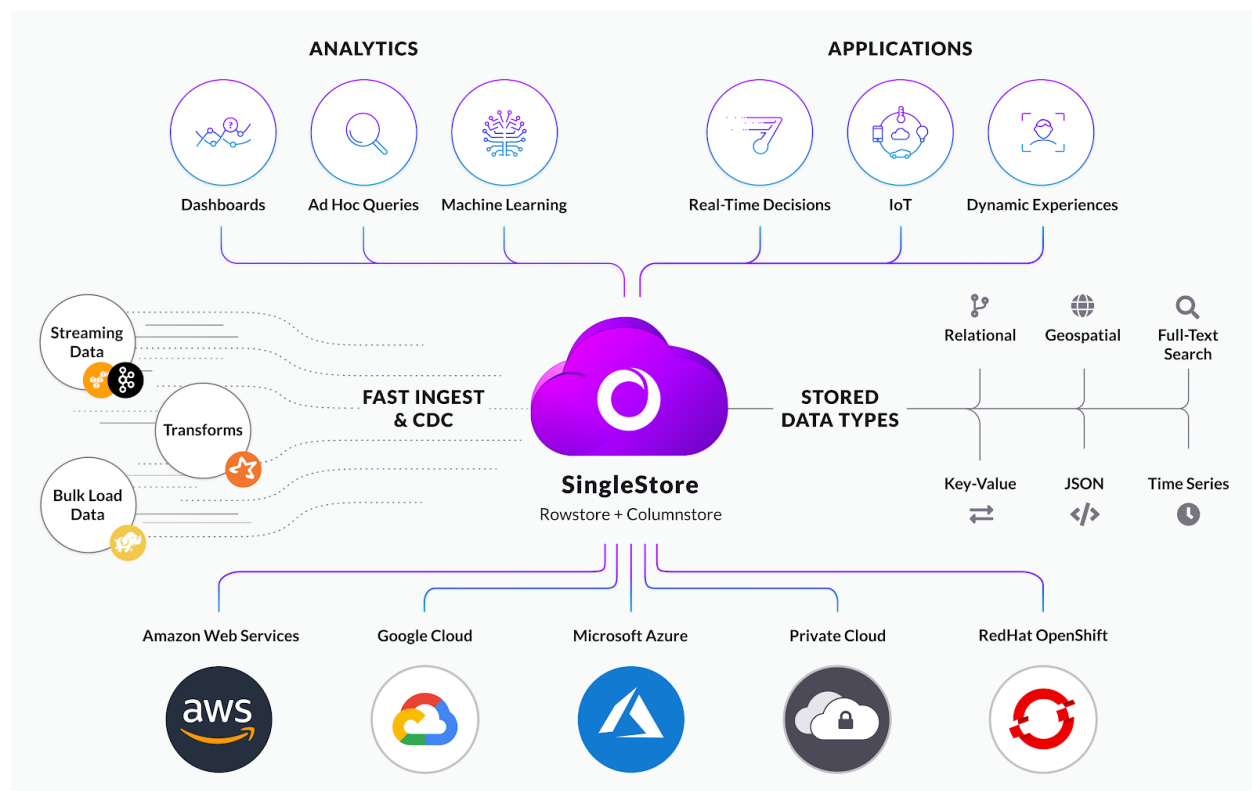 ANALYTICS
APPLICATIONS
?
Dashboards
Ad Hoc Queries
Machine Learning
Real-Time Decisions
IoT
Dynamic Experiences
Streaming
Data
Transforms
Bulk Load
Data
FAST INGEST
& CDC
SingleStore
Rowstore + Columnstore
STORED
DATA TYPES
Relational
Geospatial
Full-Text
Search
Key-Value
JSON
Time Series
</>
Amazon Web Services
Google Cloud
Microsoft Azure
Private Cloud
RedHat OpenShift
aws